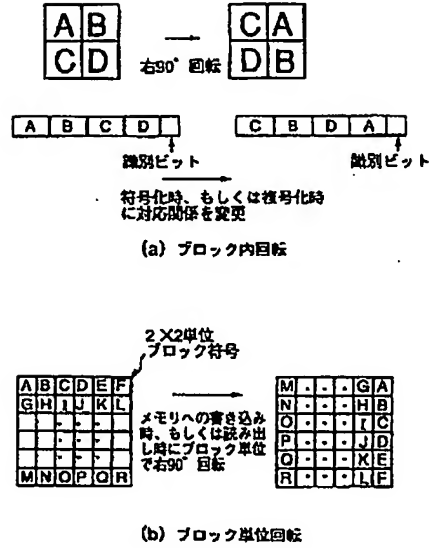 A B
C D
右90° 回転
C A
D B
A B C D
識別ビット
C B D A
識別ビット
符号化時、もしくは復号化時
に対応関係を変更
(a) ブロック内回転
2×2単位
ブロック符号
A B C D E F
G H I J K L
M N O P Q R
メモリへの書き込み
時、もしくは読み出
し時にブロック単位
で右90° 回転
M・・・G A
N・・・H B
O・・・I C
P・・・J D
Q・・・K E
R・・・L F
(b) ブロック単位回転